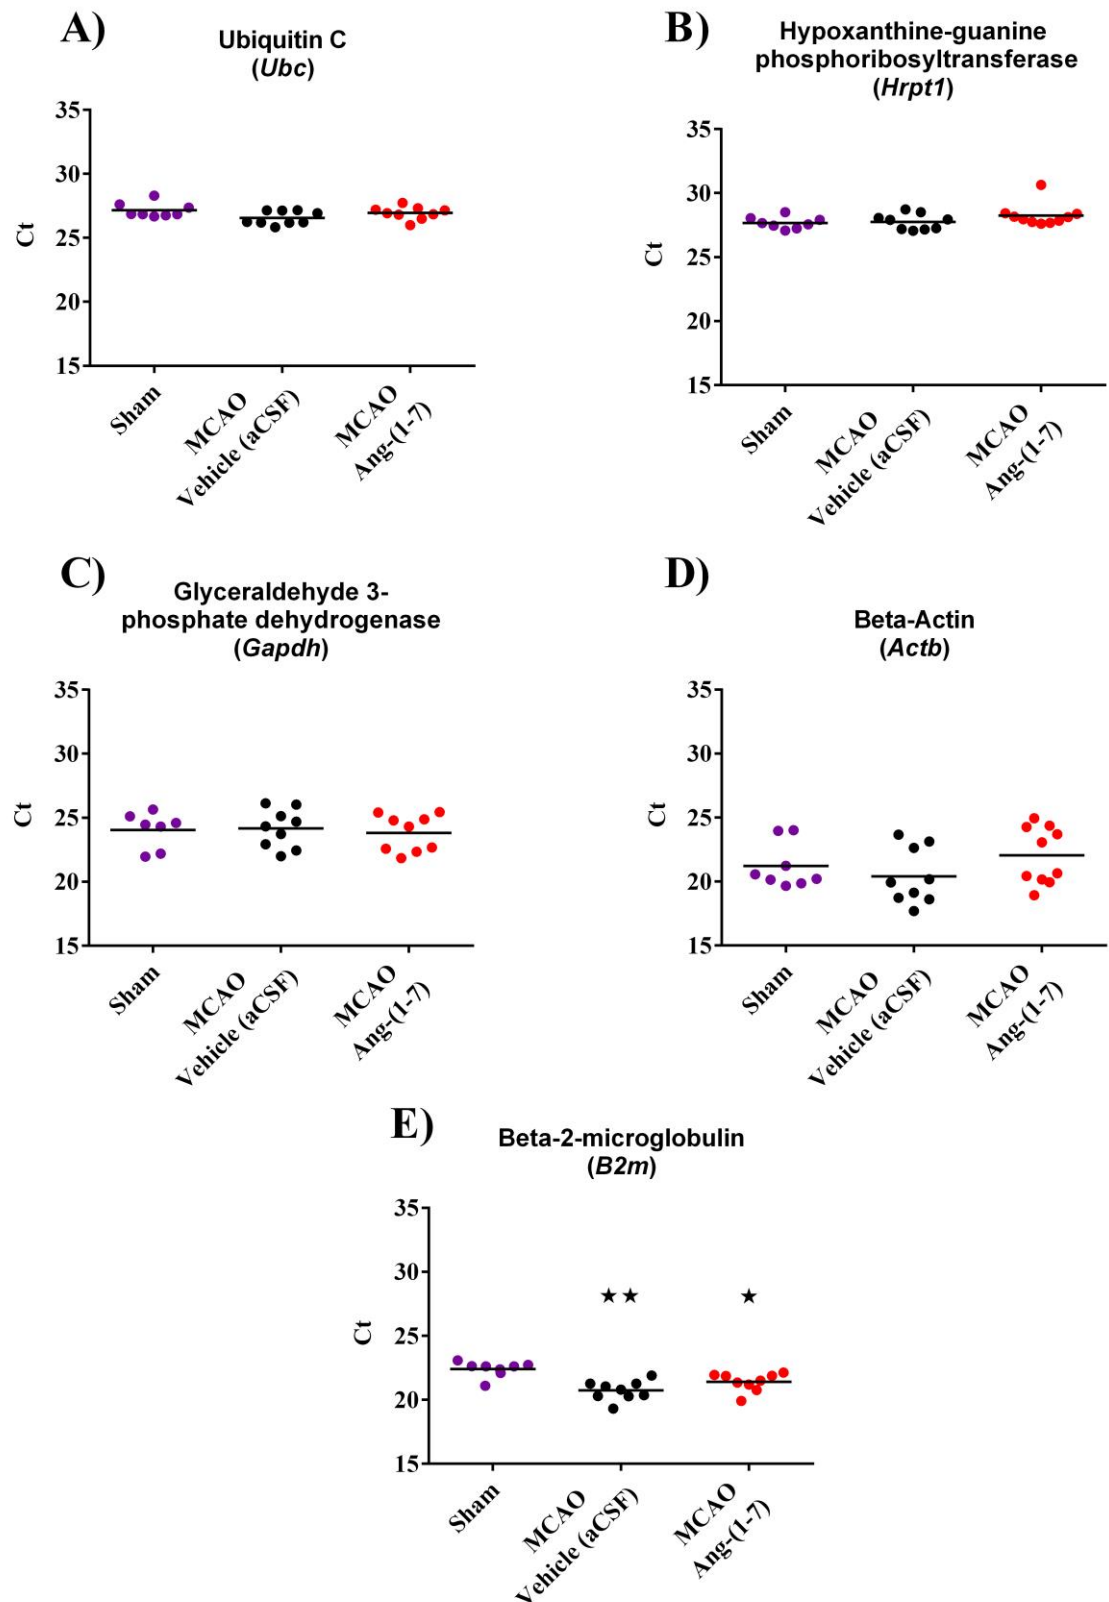 A)
Ubiquitin C
(Ubc)
35
30
25
20
15
Ct
Sham
MCAO
Vehicle (aCSF)
MCAO
Ang-(1-7)
B)
Hypoxanthine-guanine
phosphoribosyltransferase
(Hrpt1)
35
30
25
20
15
Ct
Sham
MCAO
Vehicle (aCSF)
MCAO
Ang-(1-7)
C)
Glyceraldehyde 3-
phosphate dehydrogenase
(Gapdh)
35
30
25
20
15
Ct
Sham
MCAO
Vehicle (aCSF)
MCAO
Ang-(1-7)
D)
Beta-Actin
(Actb)
35
30
25
20
15
Ct
Sham
MCAO
Vehicle (aCSF)
MCAO
Ang-(1-7)
E)
Beta-2-microglobulin
(B2m)
35
30
25
20
15
Ct
★★
★
Sham
MCAO
Vehicle (aCSF)
MCAO
Ang-(1-7)